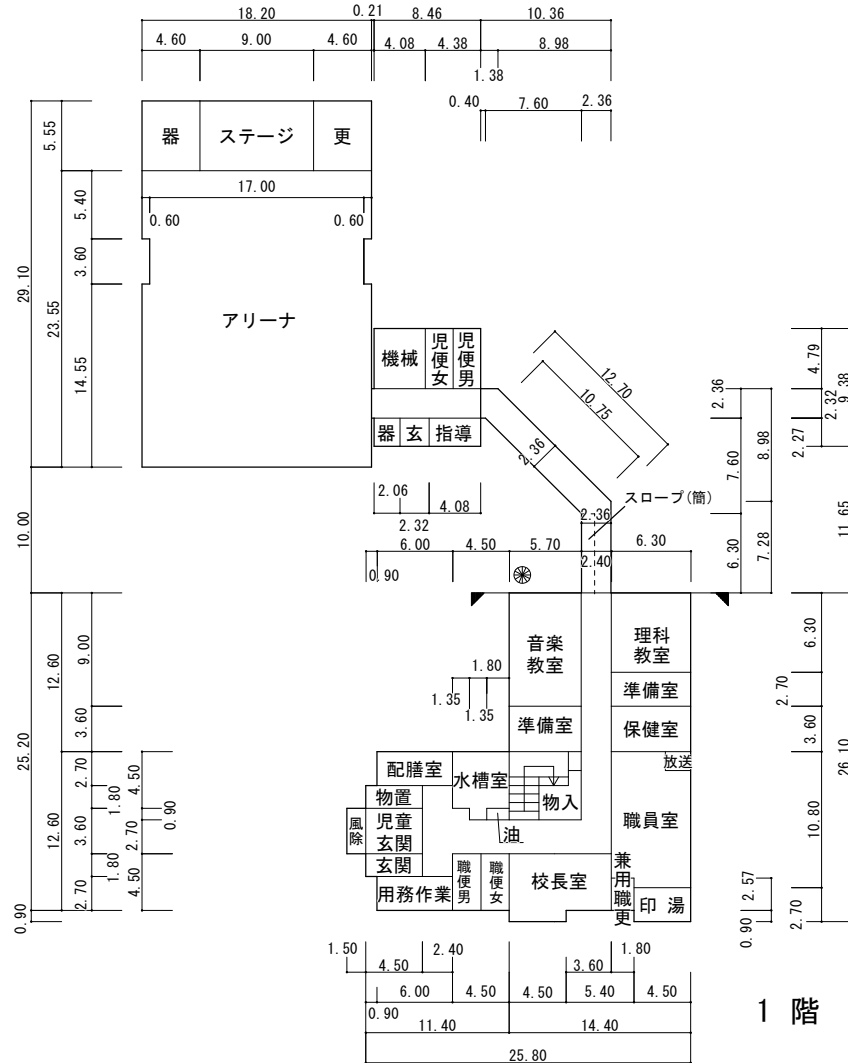 18.20 0.21 8.46 10.36
4.60 9.00 4.60 4.08 4.38 8.98
1.38
0.40 7.60 2.36
5.55 器 ステージ 更
17.00
5.40 0.60 0.60
3.60
29.10 23.55 アリーナ
14.55
機械 児便女 児便男
12.70
10.75
2.36
4.79
2.32 9.38
2.27
2.36
8.98
7.60
器 玄 指導
2.06 4.08
2.32
スロープ(簡)
2.36
10.00
6.00 4.50 5.70 2.40 6.30
0.90
6.30 7.28
11.65
音楽教室
理科教室
9.00
12.60
6.30
1.80
1.35
1.35
準備室
2.70
3.60
準備室 保健室
3.60
25.20
26.10
配膳室 水槽室 放送
2.70 4.50
物置 物入 職員室
1.80 0.90
風除 児童玄関 油
12.60 3.60 2.70
10.80
玄関
1.80
職便男 職便女 校長室 兼用職更
用務作業 印湯
2.70 4.50
2.57
2.70
0.90
0.90
1.50 2.40 1.80
4.50 3.60
6.00 4.50 4.50 5.40 4.50
0.90
11.40 14.40
25.80
1階